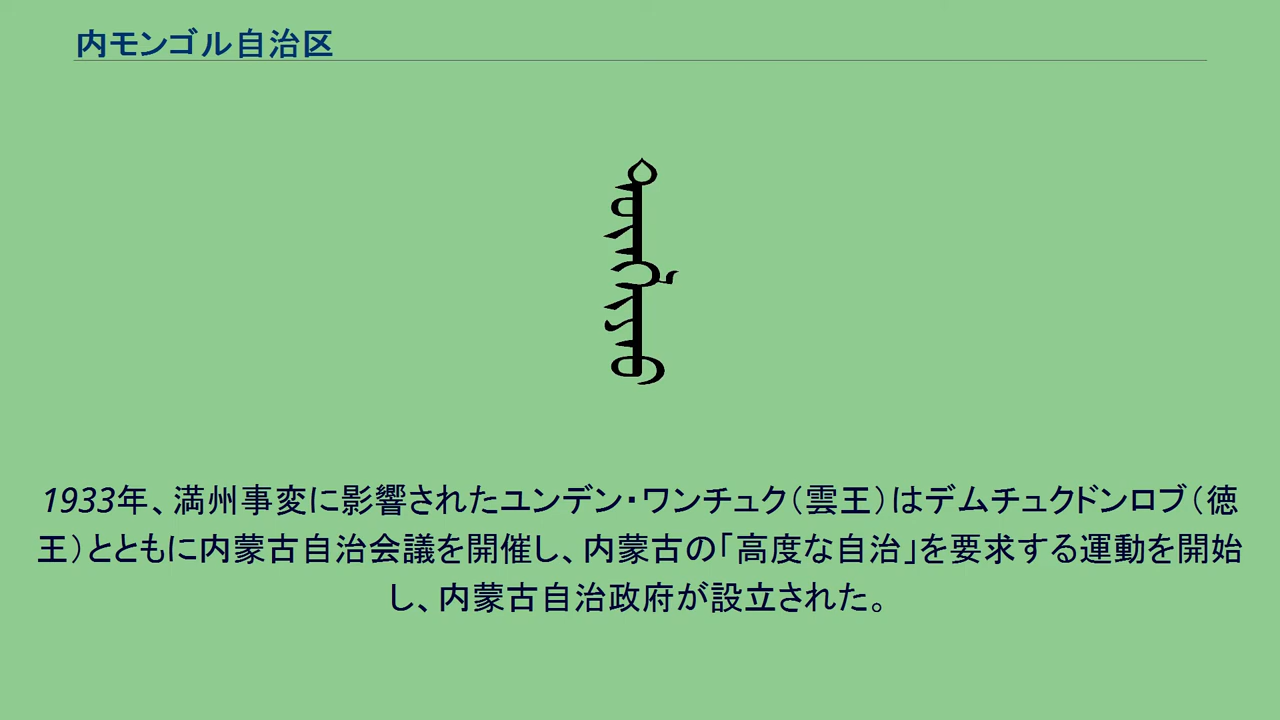 内モンゴル自治区
1933年、満州事変に影響されたユンデン・ワンチュク（雲王）はデムチュクドンロブ（徳
王）とともに内蒙古自治会議を開催し、内蒙古の「高度な自治」を要求する運動を開始
し、内蒙古自治政府が設立された。